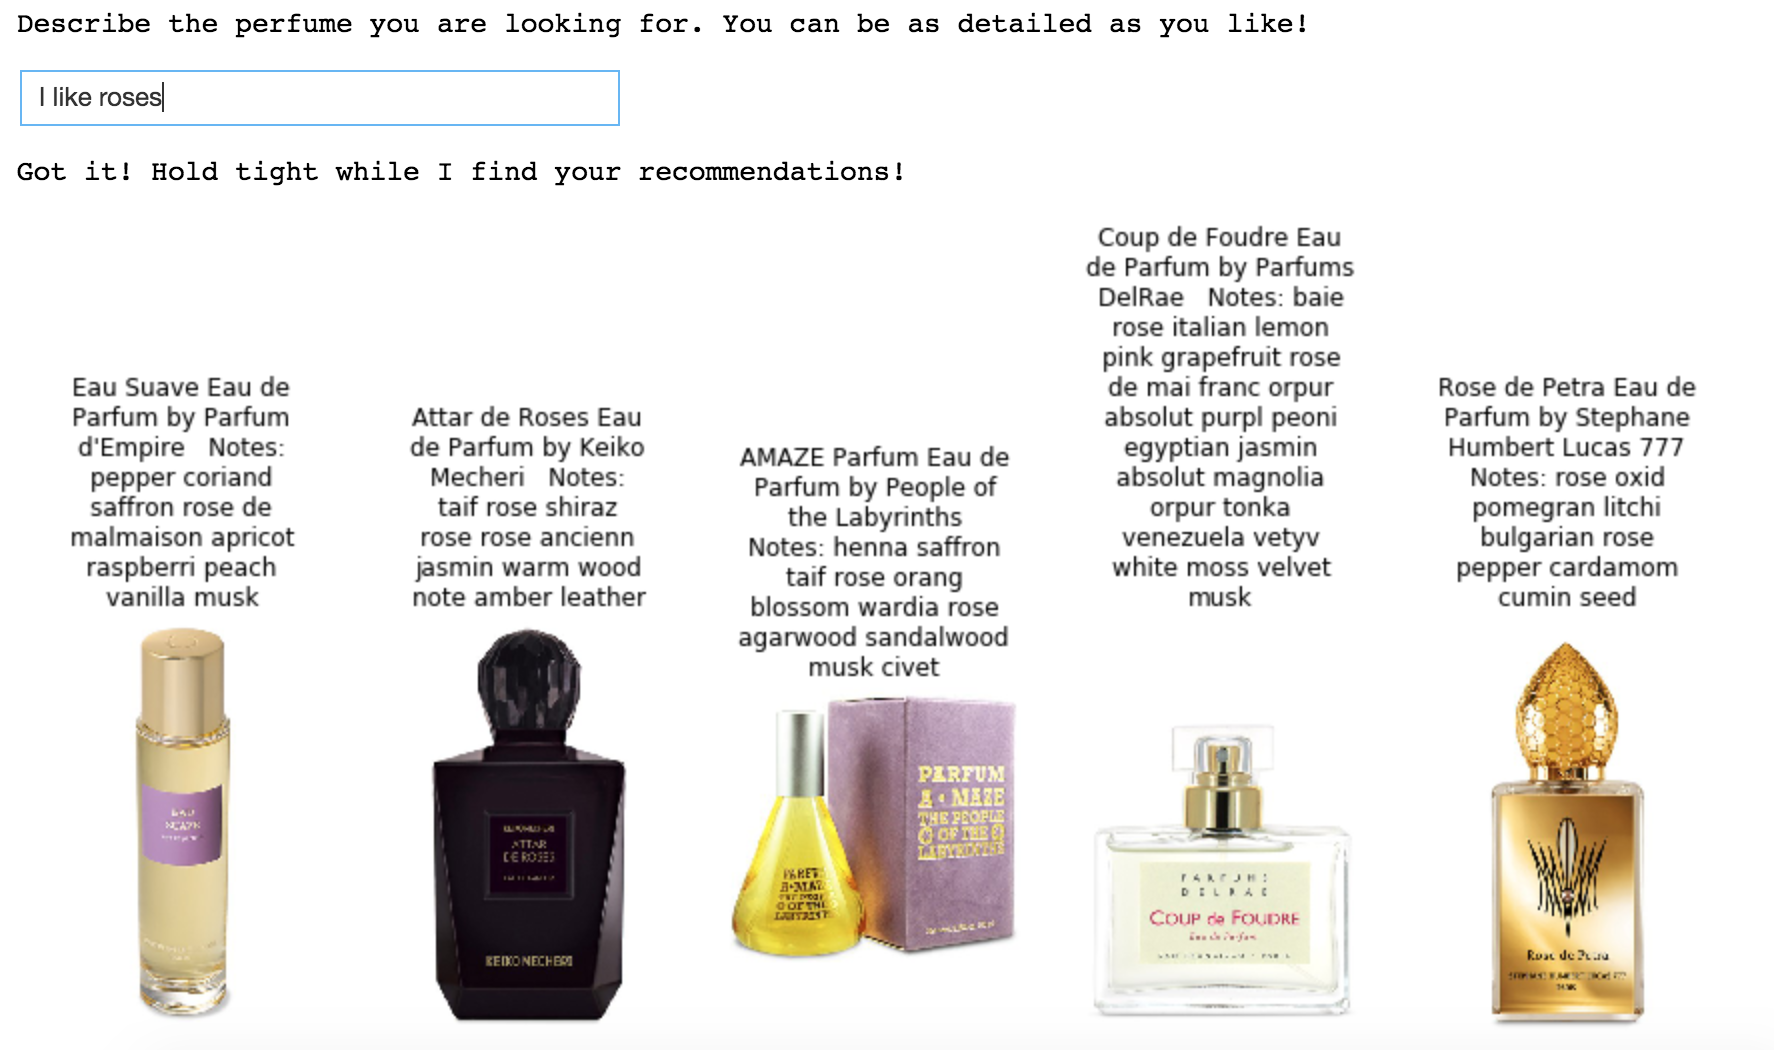 Describe the perfume you are looking for. You can be as detailed as you like!
I like roses
Got it! Hold tight while I find your recommendations!
Eau Suave Eau de
Parfum by Parfum
d'Empire   Notes:
pepper coriand
saffron rose de
malmaison apricot
raspberri peach
vanilla musk
EAU
SUAVE
Attar de Roses Eau
de Parfum by Keiko
Mecheri   Notes:
taif rose shiraz
rose rose ancienn
jasmin warm wood
note amber leather
KEIKO MECHERI
ATTAR
DE ROSES
KEIKO MECHERI
AMAZE Parfum Eau de
Parfum by People of
the Labyrinths
Notes: henna saffron
taif rose orang
blossom wardia rose
agarwood sandalwood
musk civet
PARFUM
A•MAZE
THE PEOPLE
OF THE
LABYRINTHS
PARFUM
A•MAZE
THE PEOPLE
OF THE
LABYRINTHS
Coup de Foudre Eau
de Parfum by Parfums
DelRae   Notes: baie
rose italian lemon
pink grapefruit rose
de mai franc orpur
absolut purpl peoni
egyptian jasmin
absolut magnolia
orpur tonka
venezuela vetyv
white moss velvet
musk
PARFUMS
DELRAE
COUP de FOUDRE
Eau de Parfum
Rose de Petra Eau de
Parfum by Stephane
Humbert Lucas 777
Notes: rose oxid
pomegran litchi
bulgarian rose
pepper cardamom
cumin seed
Rose de Petra
STEPHANE HUMBERT LUCAS 777
PARIS